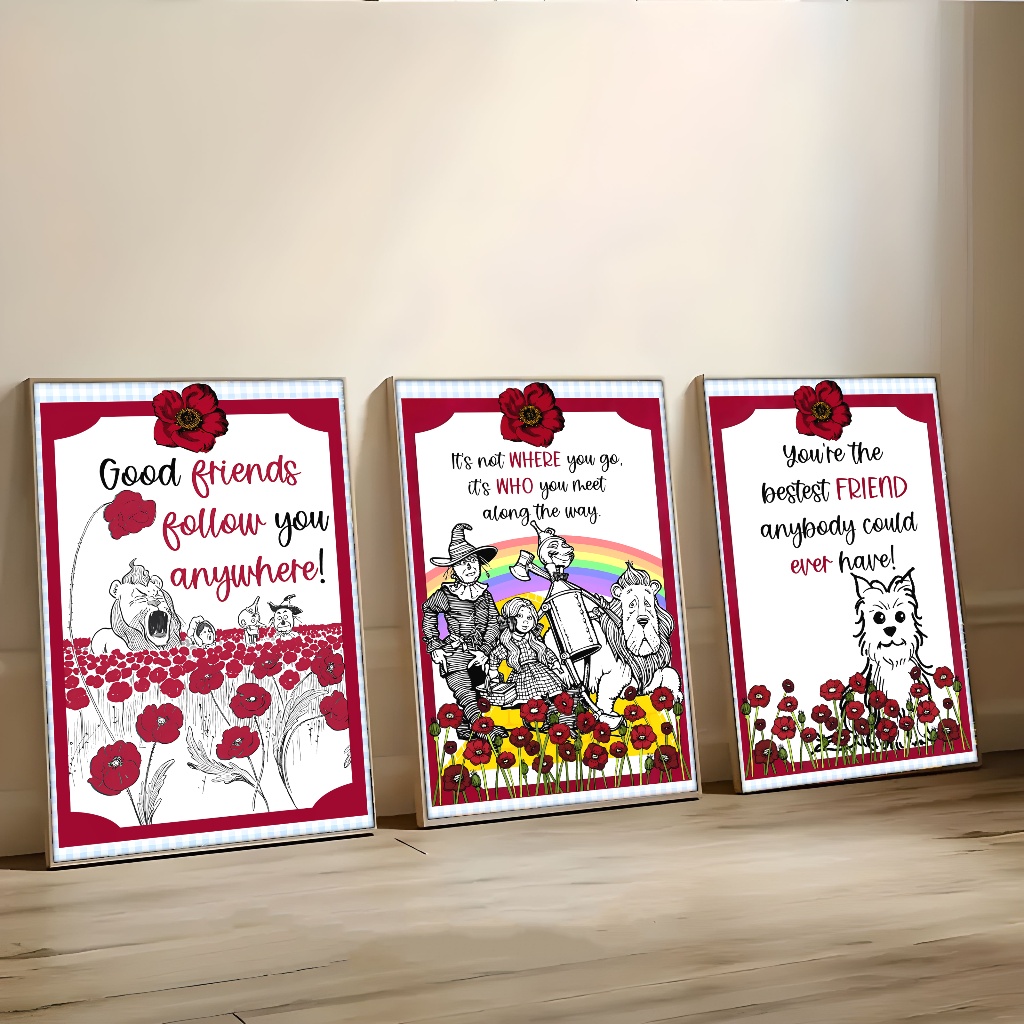 Good friends
follow you
anywhere!
It's not WHERE you go,
it's WHO you meet
along the way.
You're the
bestest FRIEND
anybody could
ever have!